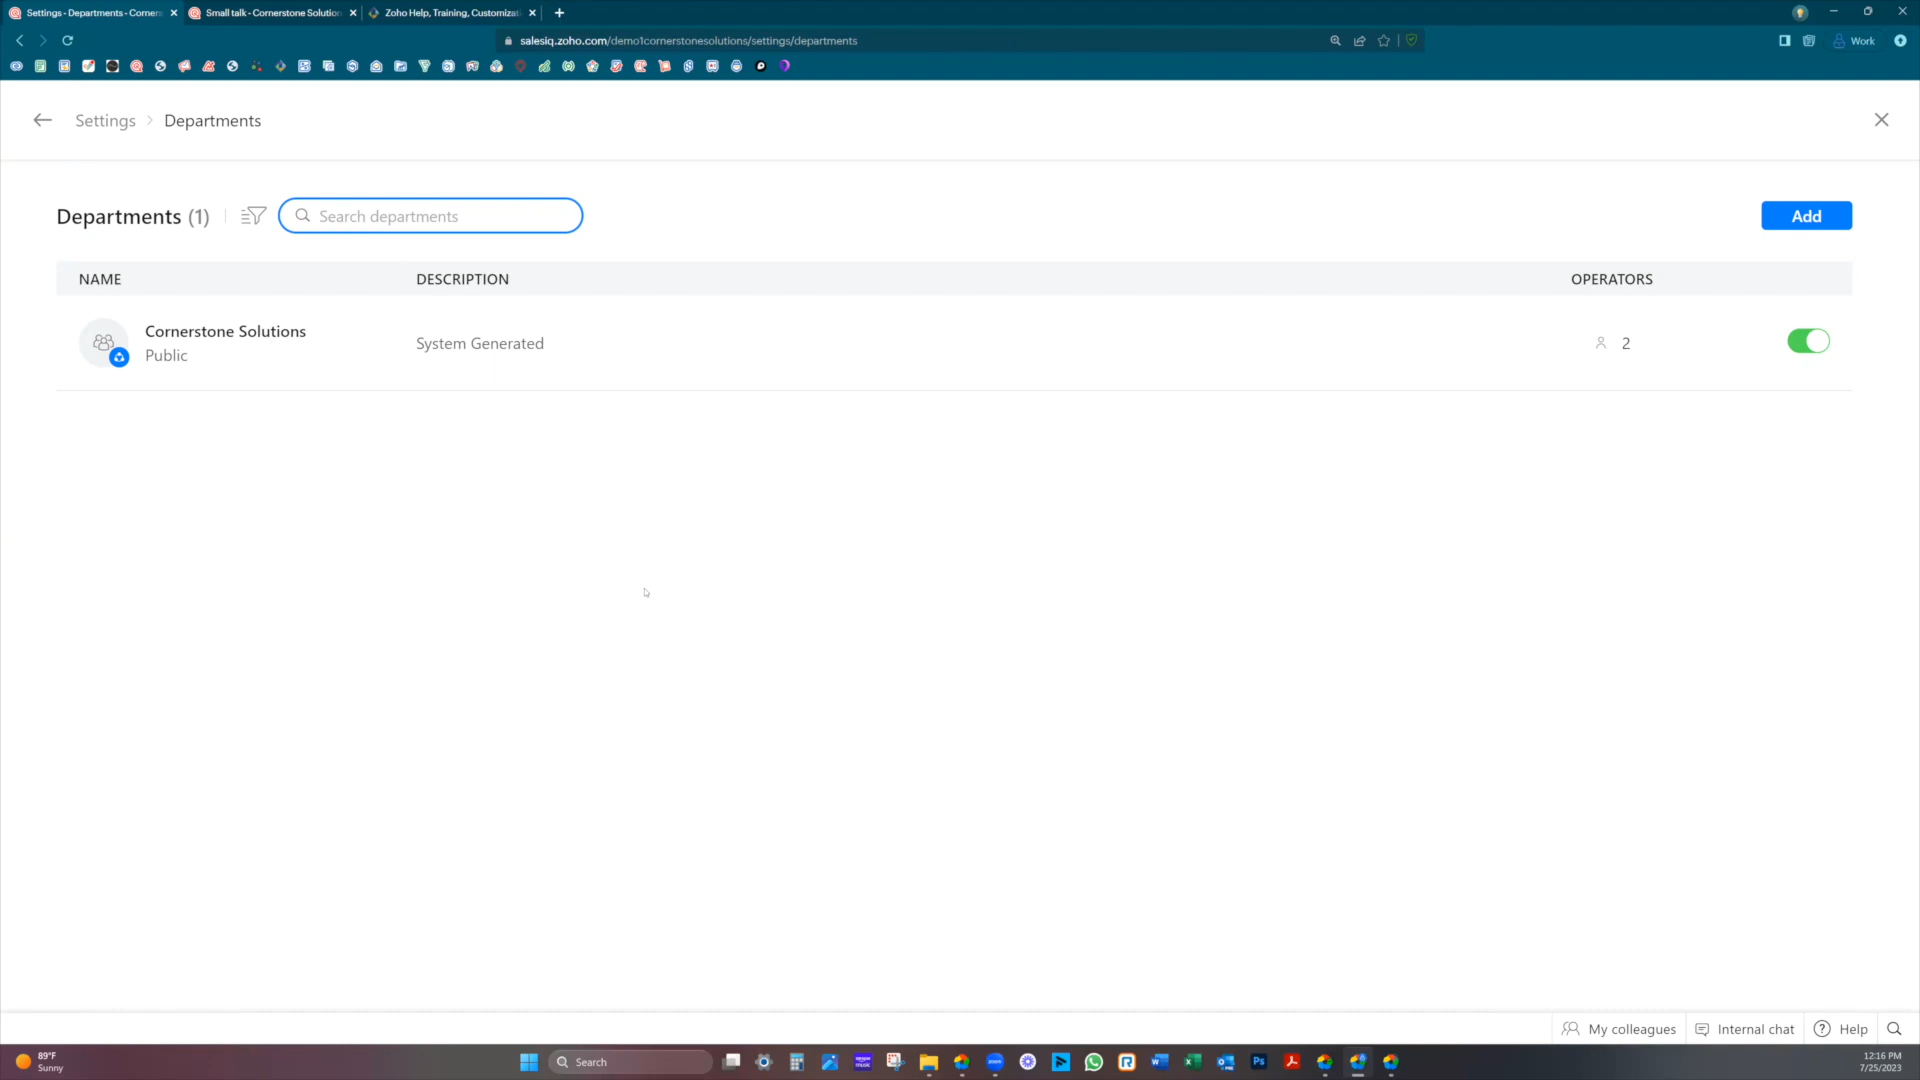 Settings - Departments - Corners
Small talk - Cornerstone Solution
Zoho Help, Training, Customizati
salesiq.zoho.com/demo1cornerstonesolutions/settings/departments
Work
Settings > Departments
Departments (1)
Search departments
Add
NAME DESCRIPTION OPERATORS
Cornerstone Solutions
Public
System Generated
2
My colleagues
Internal chat
Help
89°F
Sunny
Search
12:16 PM
7/25/2023